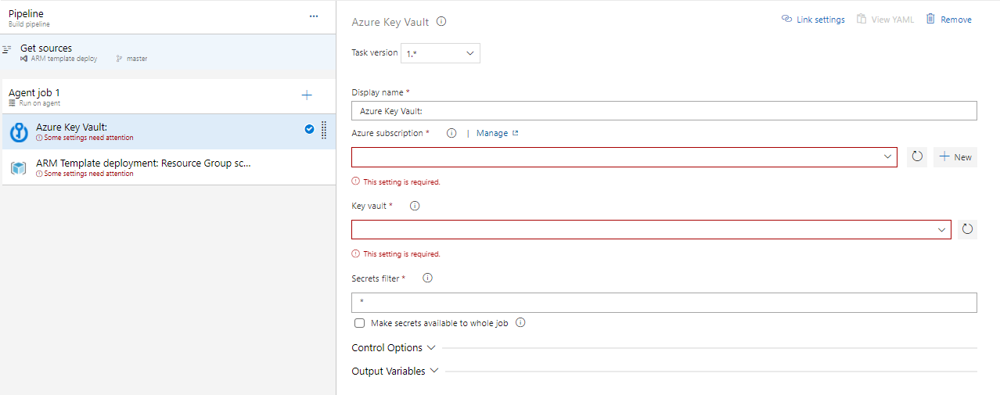 Pipeline
...
Build pipeline
Get sources
ARM template deploy
master
Agent job 1
Run on agent
Azure Key Vault:
Some settings need attention
ARM Template deployment: Resource Group sc...
Some settings need attention
Azure Key Vault
Link settings
View YAML
Remove
Task version
1.*
Display name *
Azure Key Vault:
Azure subscription *
| Manage
New
This setting is required.
Key vault *
This setting is required.
Secrets filter *
*
Make secrets available to whole job
Control Options
Output Variables